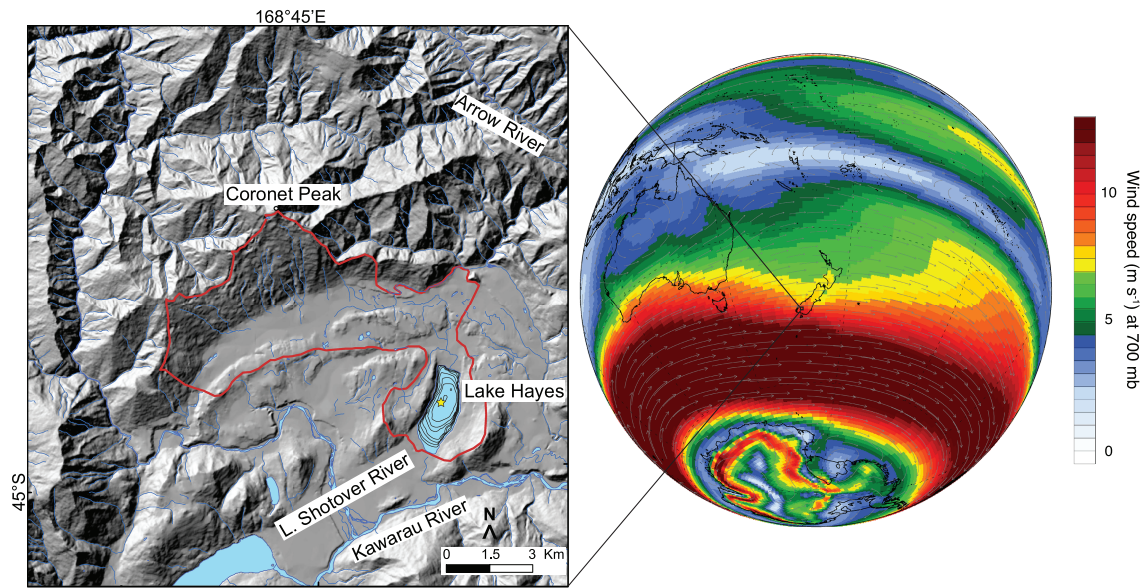 168°45'E
Arrow River
Coronet Peak
Lake Hayes
45°S
L. Shotover River
Kawarau River
N
0 1.5 3 Km
10
5
0
Wind speed (m s⁻¹) at 700 mb